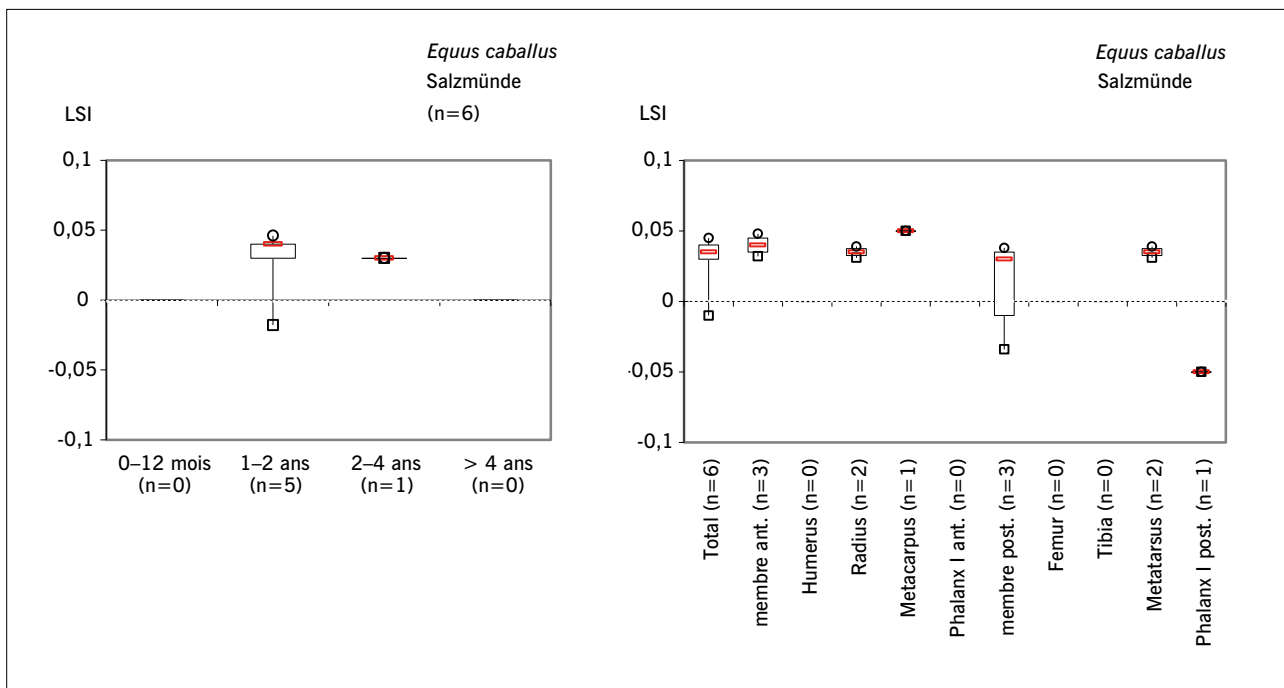 Equus caballus
Salzmünde
(n=6)
LSI
0,1
0,05
0
-0,05
-0,1
0–12 mois
(n=0)
1–2 ans
(n=5)
2–4 ans
(n=1)
> 4 ans
(n=0)
Equus caballus
Salzmünde
LSI
0,1
0,05
0
-0,05
-0,1
Total (n=6)
membre ant. (n=3)
Humerus (n=0)
Radius (n=2)
Metacarpus (n=1)
Phalanx I ant. (n=0)
membre post. (n=3)
Femur (n=0)
Tibia (n=0)
Metatarsus (n=2)
Phalanx I post. (n=1)